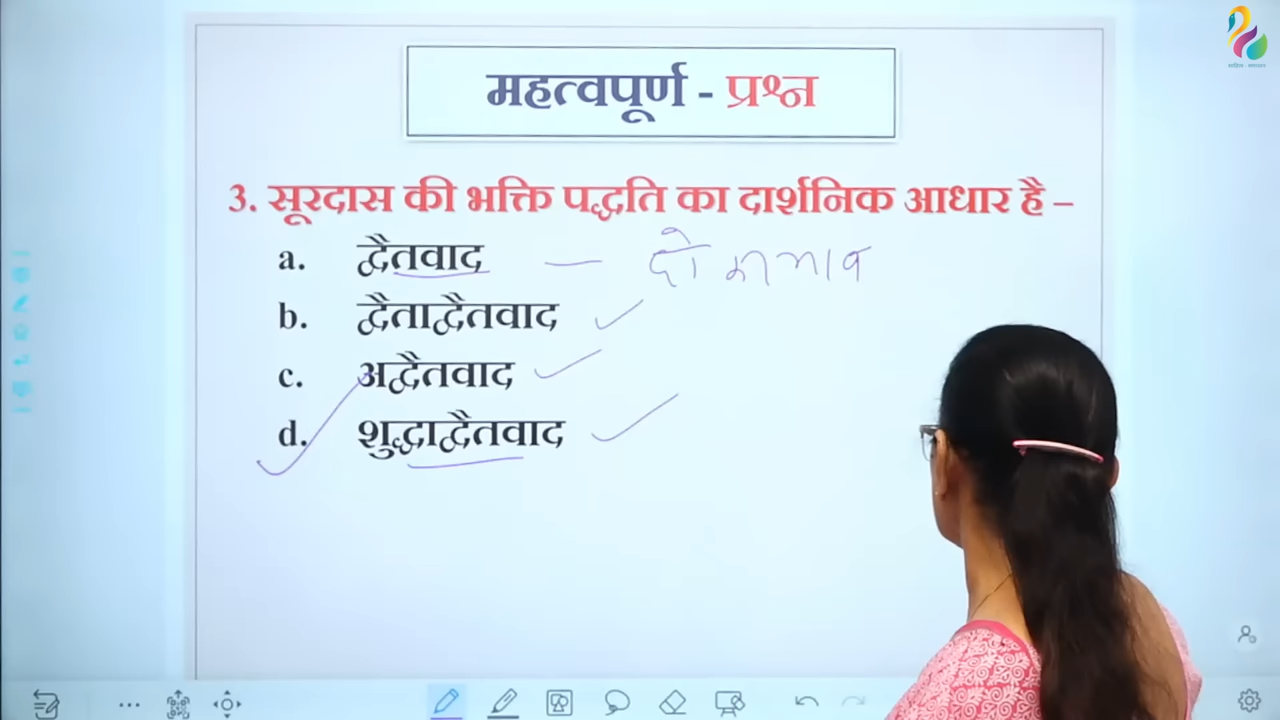 महत्वपूर्ण - प्रश्न
3. सूरदास की भक्ति पद्धति का दार्शनिक आधार है –
a. द्वैतवाद — दो का भाव
b. द्वैताद्वैतवाद
c. अद्वैतवाद
d. शुद्धाद्वैतवाद